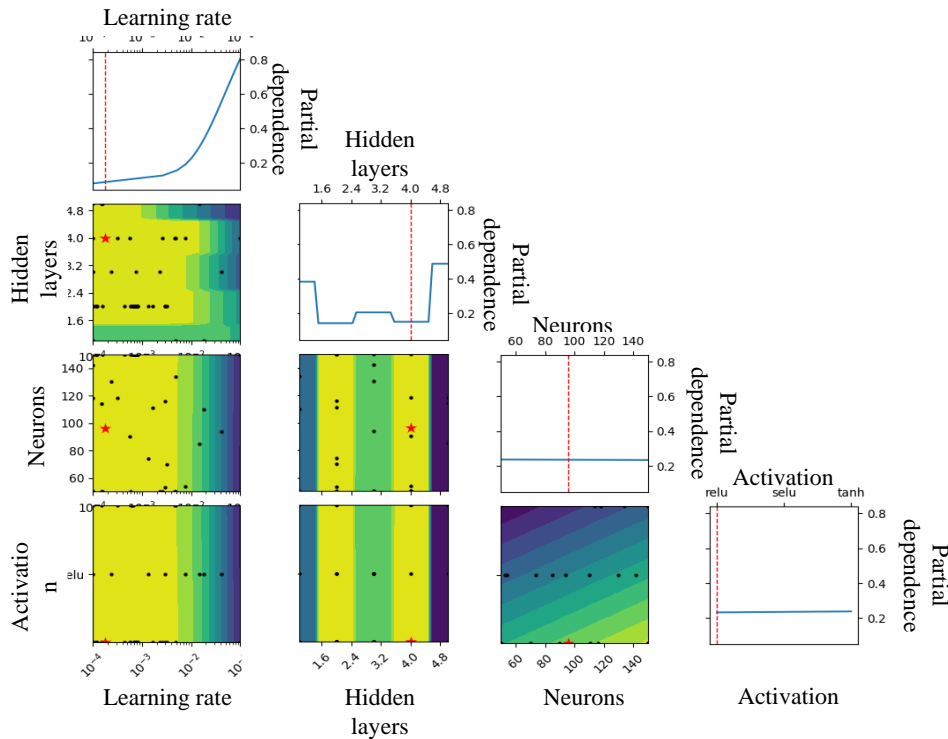 Learning rate
0.8
0.6
0.4
0.2
Partial
dependence
Hidden
layers
1.6 2.4 3.2 4.0 4.8
Hidden
layers
4.8
4.0
3.2
2.4
1.6
0.8
0.6
0.4
0.2
Partial
dependence
Neurons
60 80 100 120 140
Neurons
140
120
100
80
60
0.8
0.6
0.4
0.2
Partial
dependence
Activation
relu selu tanh
Activatio
n
selu
0.8
0.6
0.4
0.2
Partial
dependence
10⁻⁴ 10⁻³ 10⁻²
1.6 2.4 3.2 4.0 4.8
60 80 100 120 140
Learning rate
Hidden
layers
Neurons
Activation